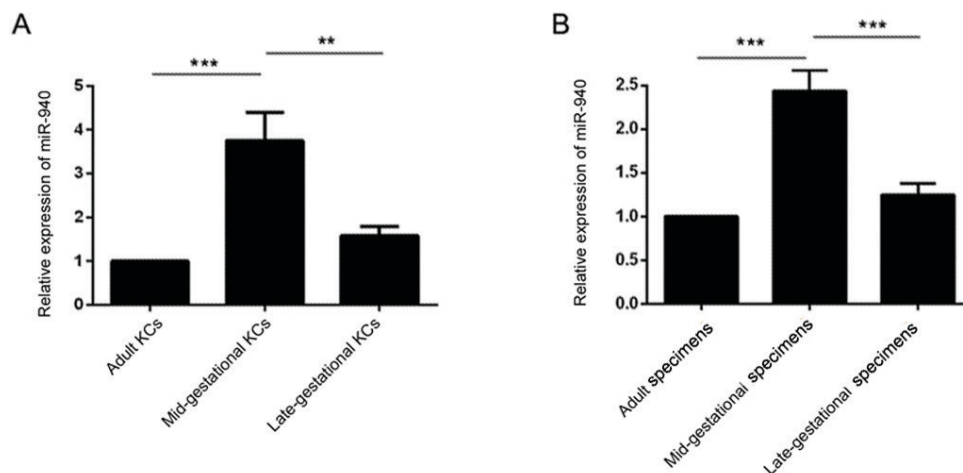 A
Relative expression of miR-940
5
4
3
2
1
0
***
**
Adult KCs
Mid-gestational KCs
Late-gestational KCs
B
Relative expression of miR-940
2.5
2.0
1.5
1.0
0.5
0.0
***
***
Adult specimens
Mid-gestationai specimens
Late-gestational specimens